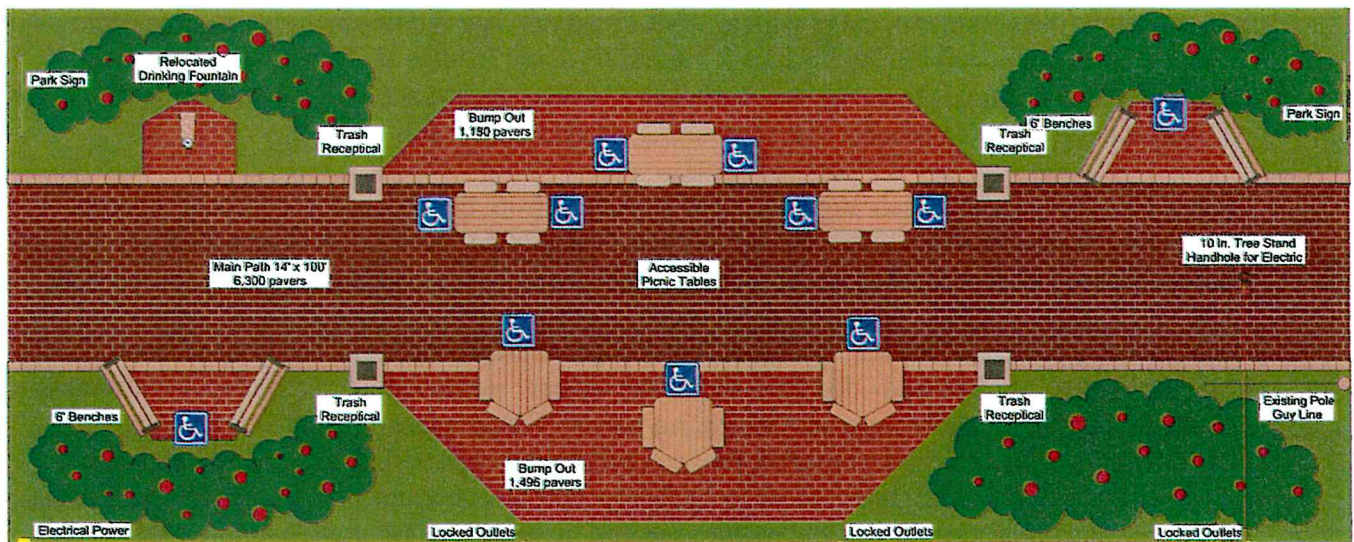 Park Sign
Relocated
Drinking Fountain
Trash
Receptical
Bump Out
1,180 pavers
Trash
Receptical
6' Benches
Park Sign
Main Path 14' x 100'
6,300 pavers
Accessible
Picnic Tables
10 In. Tree Stand
Handhole for Electric
6' Benches
Trash
Receptical
Bump Out
1,496 pavers
Trash
Receptical
Existing Pole
Guy Line
Electrical Power
Locked Outlets
Locked Outlets
Locked Outlets